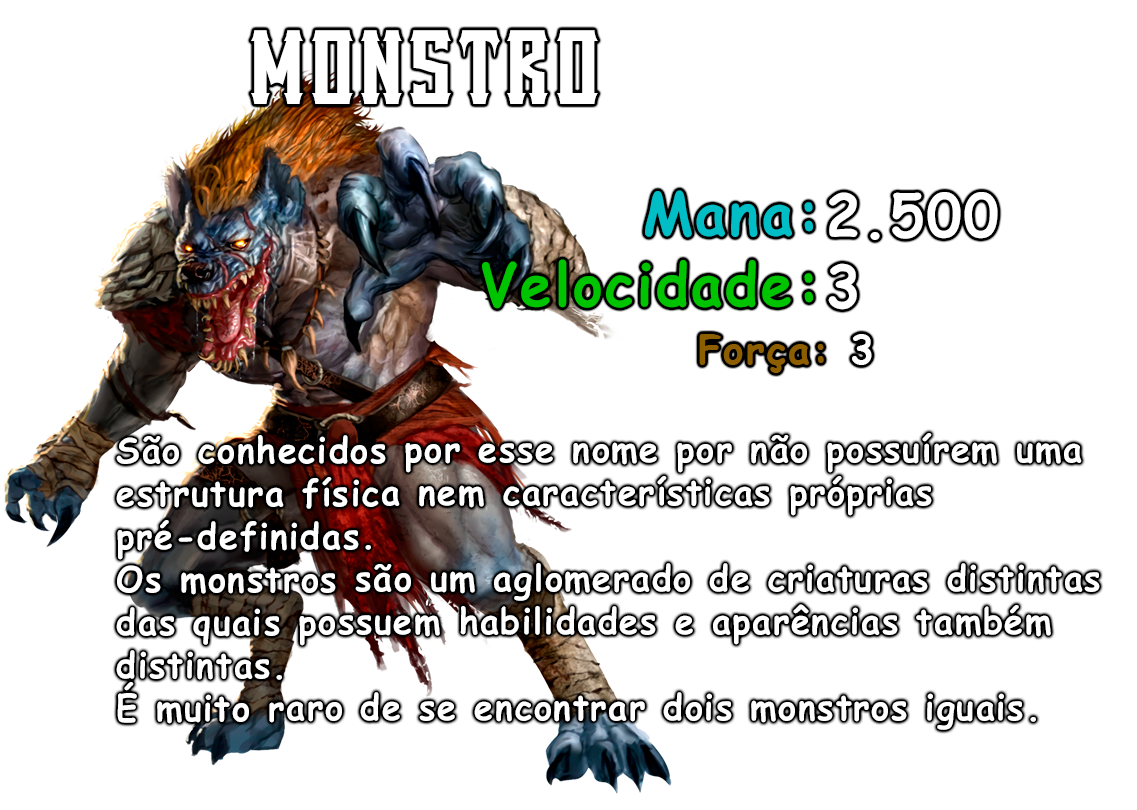 MONSTRO
Mana:2.500
Velocidade:3
Força: 3
São conhecidos por esse nome por não possuírem uma
estrutura física nem características próprias
pré-definidas.
Os monstros são um aglomerado de criaturas distintas
das quais possuem habilidades e aparências também
distintas.
É muito raro de se encontrar dois monstros iguais.